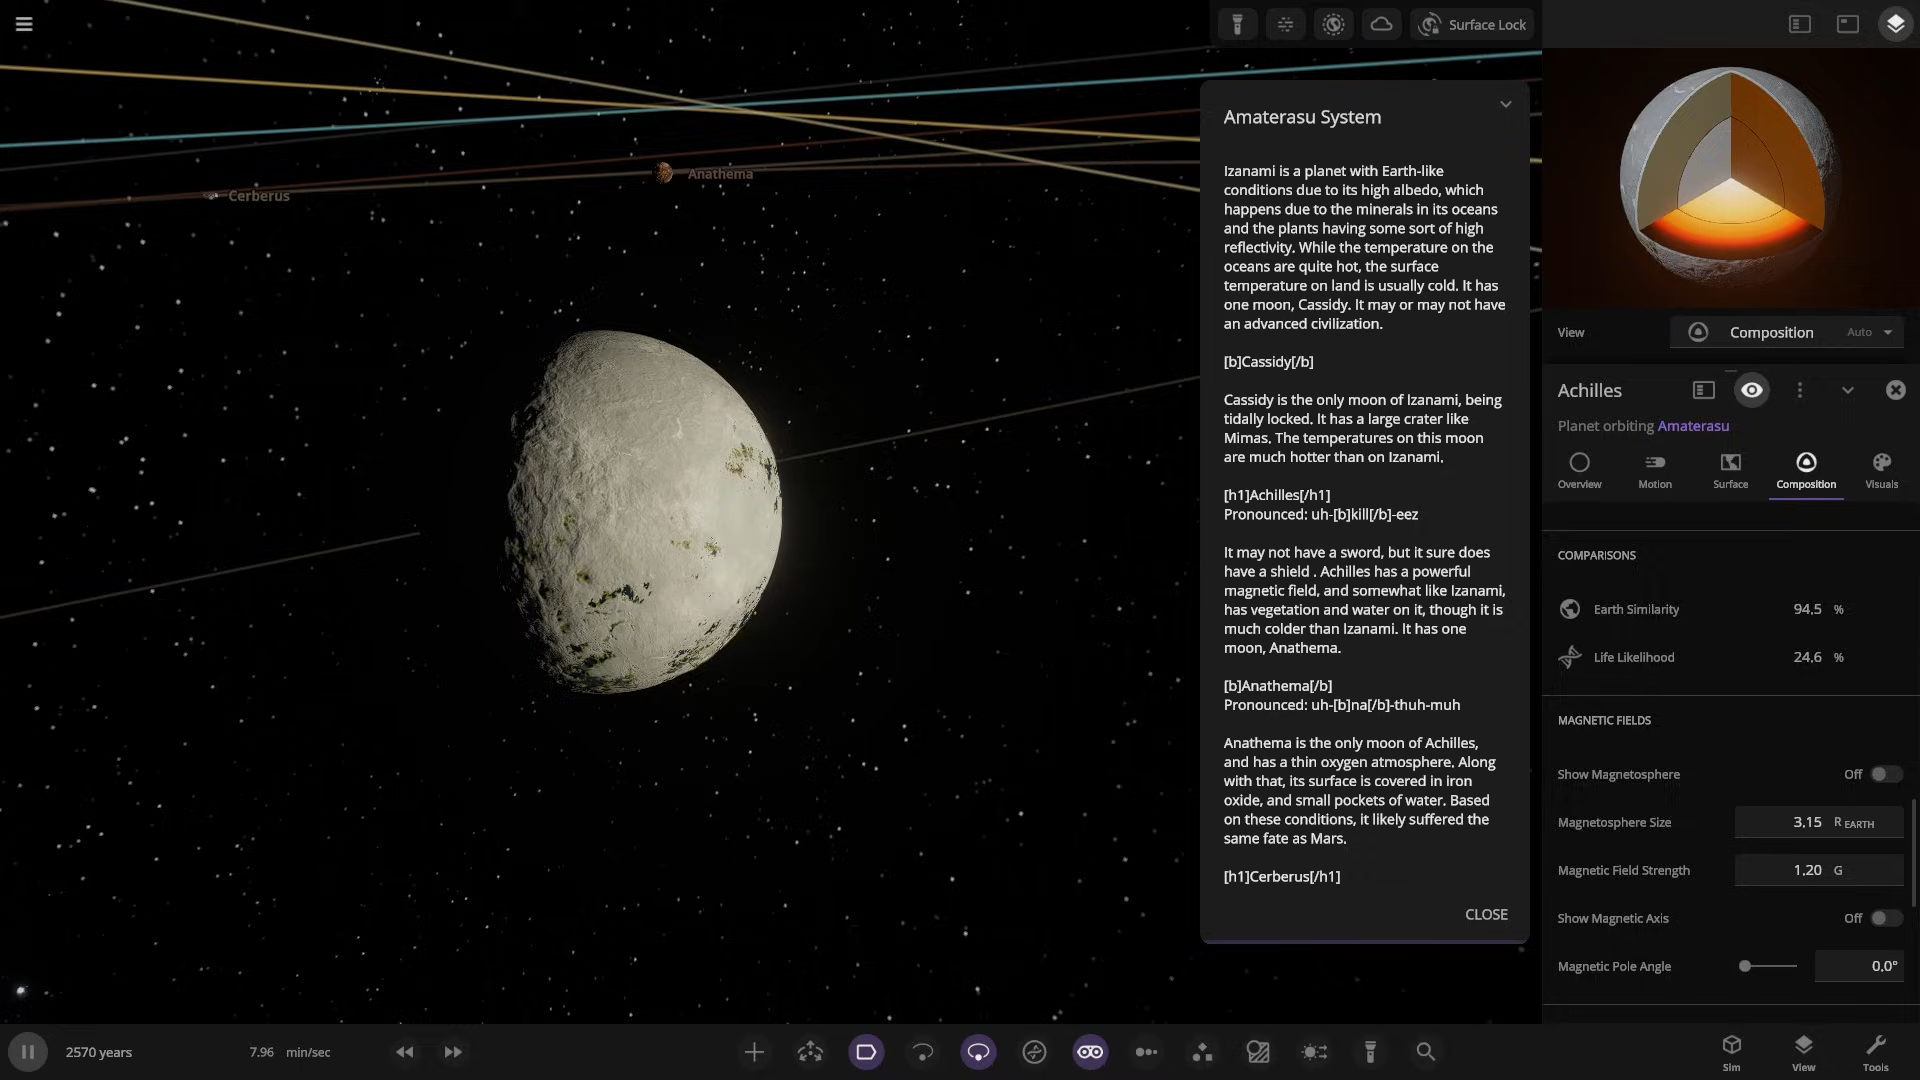 Surface Lock
Cerberus
Anathema
Amaterasu System
Izanami is a planet with Earth-like
conditions due to its high albedo, which
happens due to the minerals in its oceans
and the plants having some sort of high
reflectivity. While the temperature on the
oceans are quite hot, the surface
temperature on land is usually cold. It has
one moon, Cassidy. It may or may not have
an advanced civilization.
[b]Cassidy[/b]
Cassidy is the only moon of Izanami, being
tidally locked. It has a large crater like
Mimas. The temperatures on this moon
are much hotter than on Izanami.
[h1]Achilles[/h1]
Pronounced: uh-[b]kill[/b]-eez
It may not have a sword, but it sure does
have a shield . Achilles has a powerful
magnetic field, and somewhat like Izanami,
has vegetation and water on it, though it is
much colder than Izanami. It has one
moon, Anathema.
[b]Anathema[/b]
Pronounced: uh-[b]na[/b]-thuh-muh
Anathema is the only moon of Achilles,
and has a thin oxygen atmosphere. Along
with that, its surface is covered in iron
oxide, and small pockets of water. Based
on these conditions, it likely suffered the
same fate as Mars.
[h1]Cerberus[/h1]
CLOSE
View Composition Auto
Achilles
Planet orbiting Amaterasu
Overview Motion Surface Composition Visuals
COMPARISONS
Earth Similarity 94.5 %
Life Likelihood 24.6 %
MAGNETIC FIELDS
Show Magnetosphere Off
Magnetosphere Size 3.15 R EARTH
Magnetic Field Strength 1.20 G
Show Magnetic Axis Off
Magnetic Pole Angle 0.0°
2570 years 7.96 min/sec
Sim View Tools